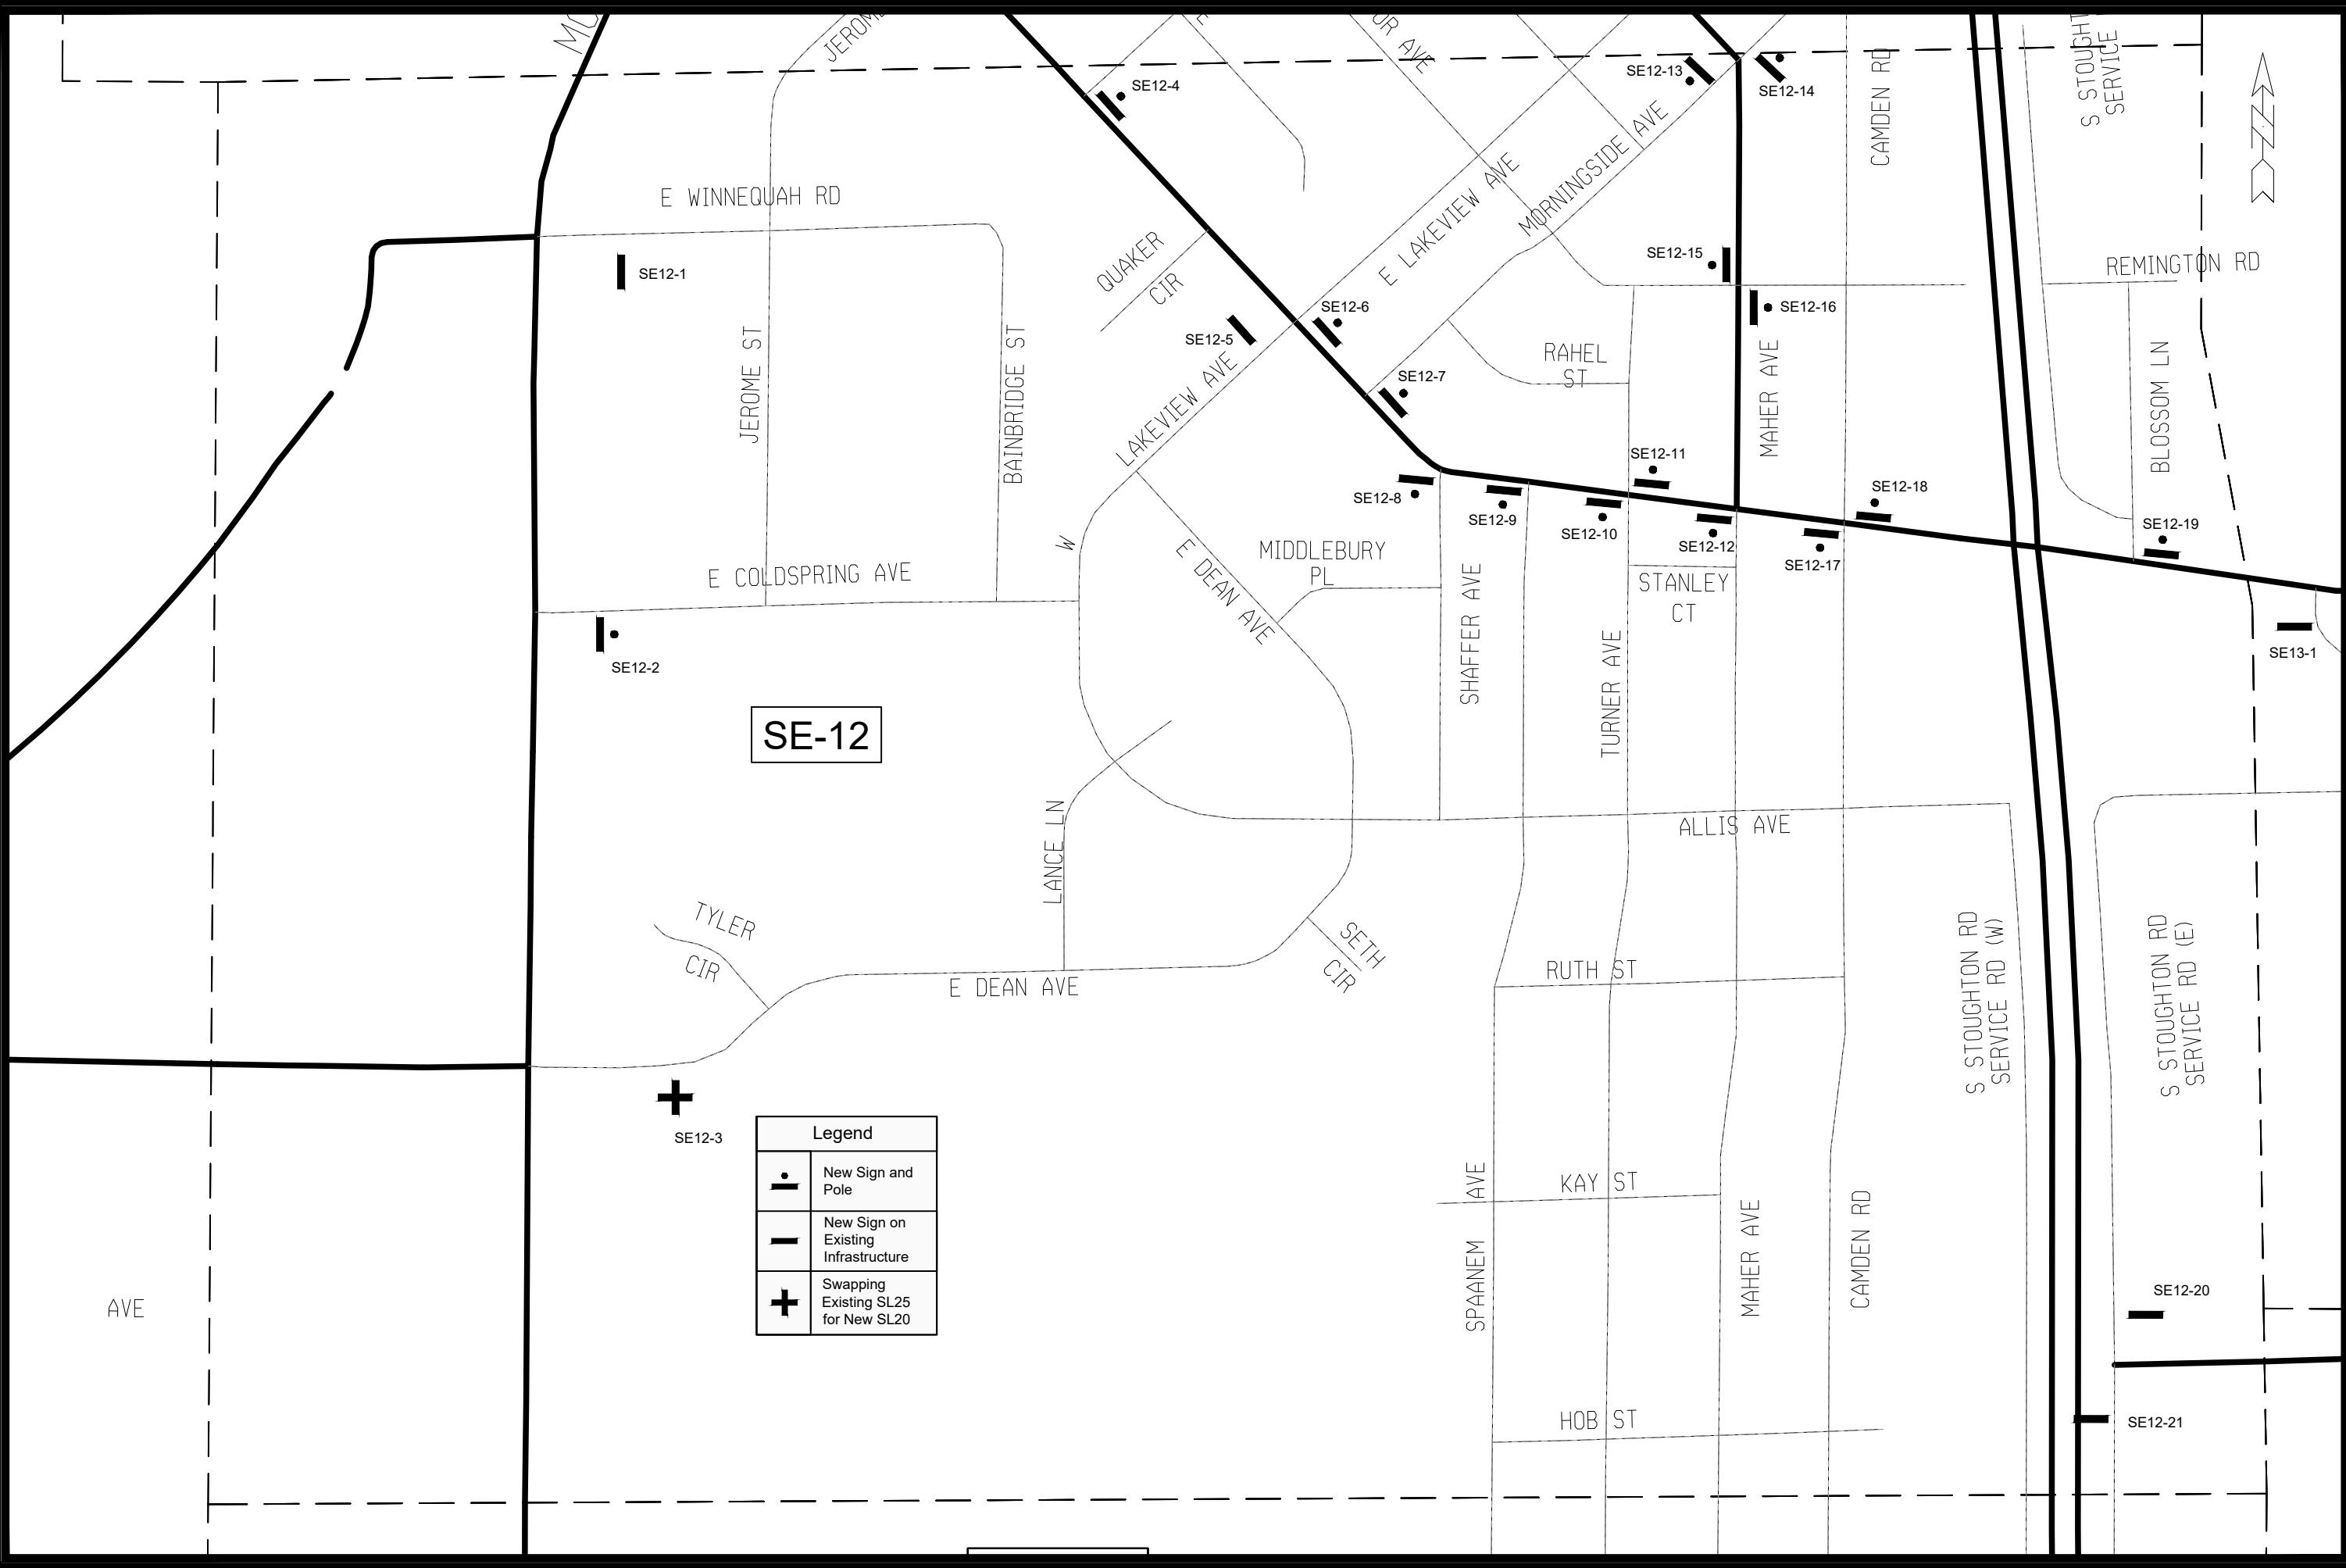 JEROME
S STOUGHT
SERVICE
SE12-13
SE12-4
SE12-14
CAMDEN RD
MORNINGSIDE AVE
E WINNEQUAH RD
E LAKEVIEW AVE
QUAKER
CIR
SE12-15
REMINGTON RD
SE12-1
SE12-16
SE12-6
SE12-5
JEROME ST
BAINBRIDGE ST
LAKEVIEW AVE
W
RAHEL
ST
MAHER AVE
BLOSSOM LN
SE12-7
SE12-11
SE12-8
SE12-9
SE12-10
SE12-12
SE12-18
SE12-17
SE12-19
E COLDSPRING AVE
E DEAN AVE
MIDDLEBURY
PL
STANLEY
CT
SHAFFER AVE
TURNER AVE
SE13-1
SE12-2
SE-12
ALLIS AVE
LANCE LN
TYLER
CIR
SETH
CIR
E DEAN AVE
RUTH ST
S STOUGHTON RD
SERVICE RD (W)
S STOUGHTON RD
SERVICE RD (E)
SE12-3
Legend
New Sign and
Pole
New Sign on
Existing
Infrastructure
Swapping
Existing SL25
for New SL20
KAY ST
SPAANEM AVE
MAHER AVE
CAMDEN RD
AVE
SE12-20
HOB ST
SE12-21